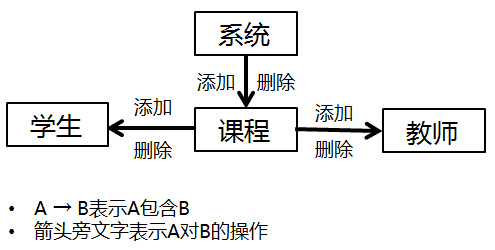 系统
添加 删除
添加 添加
学生 课程 教师
删除 删除
• A → B表示A包含B
• 箭头旁文字表示A对B的操作